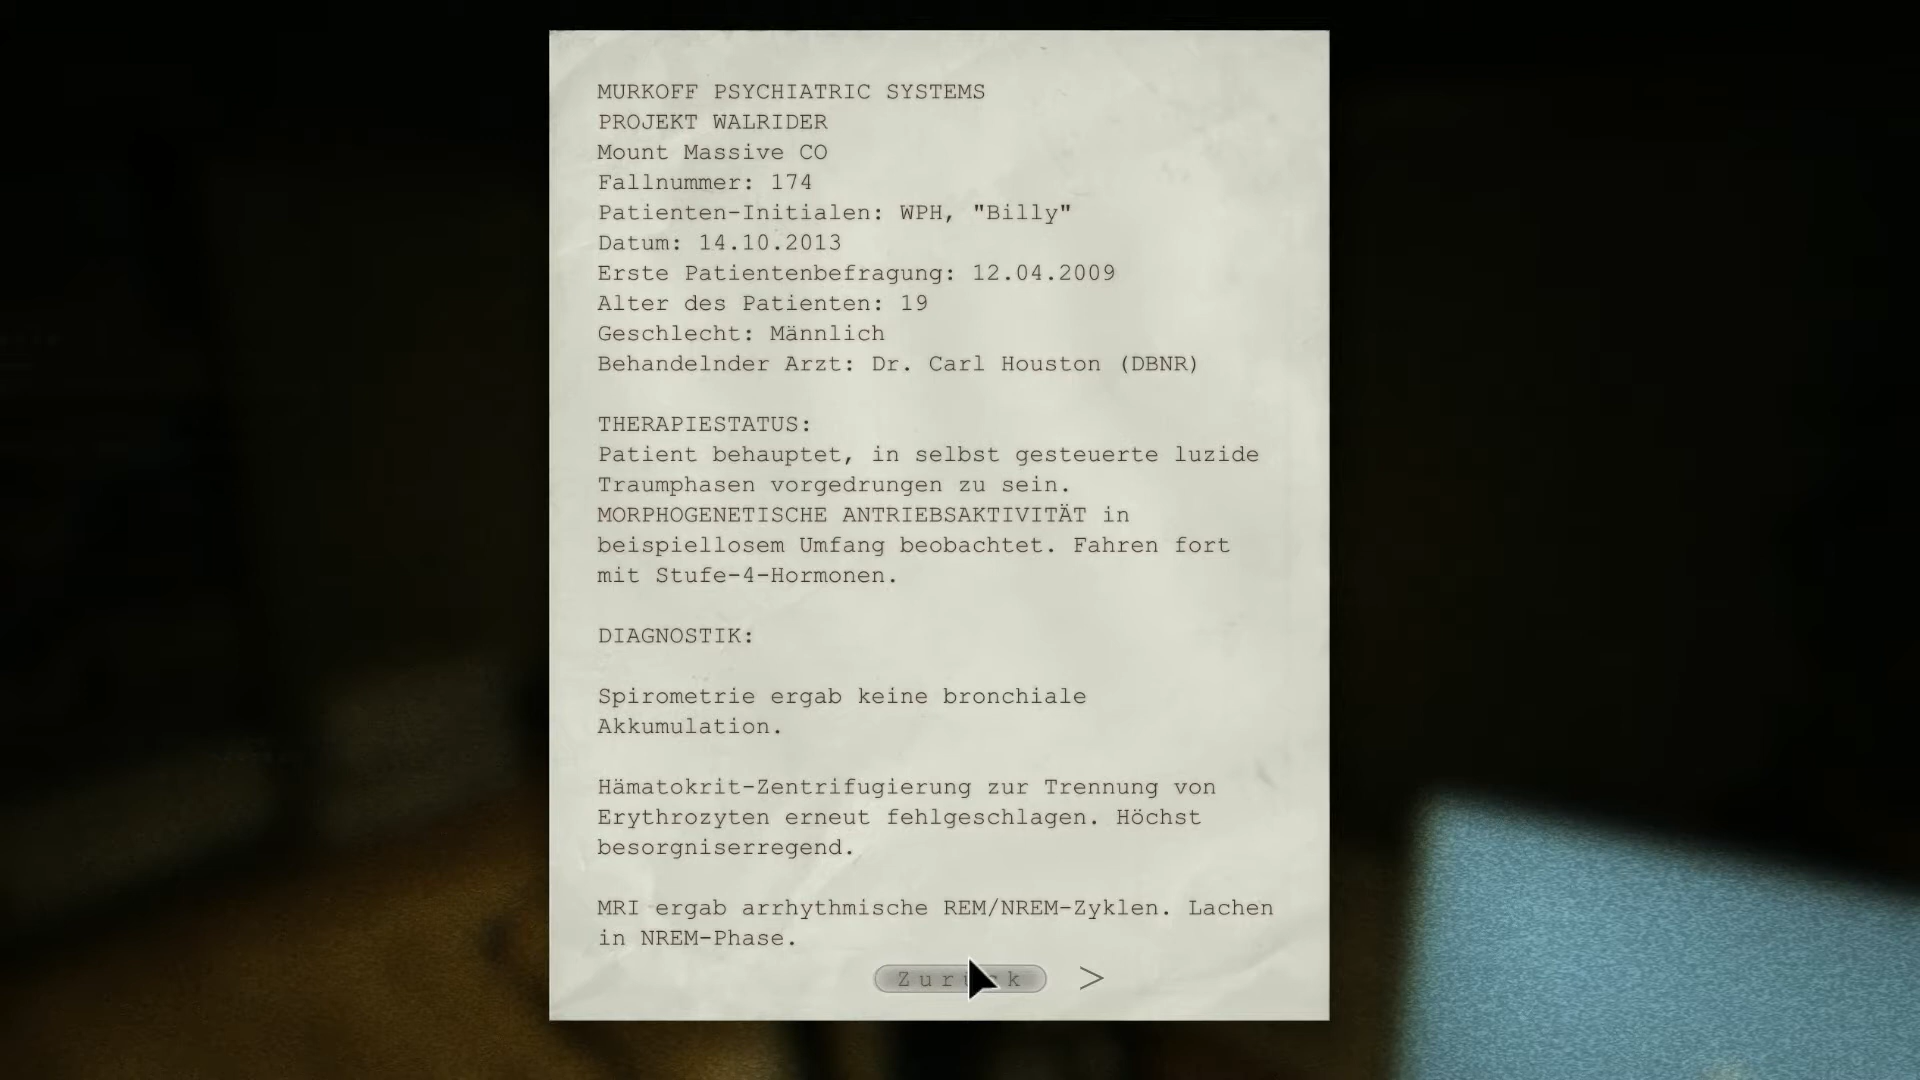 MURKOFF PSYCHIATRIC SYSTEMS
PROJEKT WALRIDER
Mount Massive CO
Fallnummer: 174
Patienten-Initialen: WPH, "Billy"
Datum: 14.10.2013
Erste Patientenbefragung: 12.04.2009
Alter des Patienten: 19
Geschlecht: Männlich
Behandelnder Arzt: Dr. Carl Houston (DBNR)
THERAPIESTATUS:
Patient behauptet, in selbst gesteuerte luzide
Traumphasen vorgedrungen zu sein.
MORPHOGENETISCHE ANTRIEBSAKTIVITÄT in
beispiellosem Umfang beobachtet. Fahren fort
mit Stufe-4-Hormonen.
DIAGNOSTIK:
Spirometrie ergab keine bronchiale
Akkumulation.
Hämatokrit-Zentrifugierung zur Trennung von
Erythrozyten erneut fehlgeschlagen. Höchst
besorgniserregend.
MRI ergab arrhythmische REM/NREM-Zyklen. Lachen
in NREM-Phase.
Zurück >